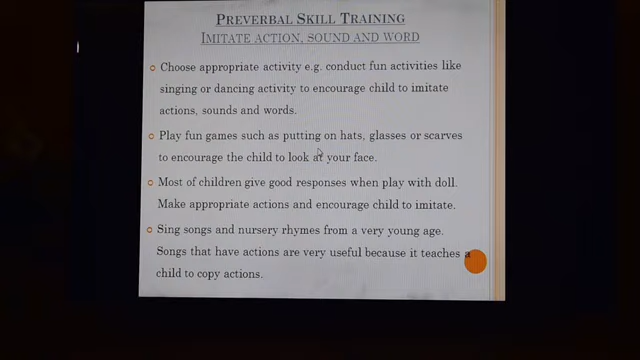 PREVERBAL SKILL TRAINING
IMITATE ACTION, SOUND AND WORD
Choose appropriate activity e.g. conduct fun activities like
singing or dancing activity to encourage child to imitate
actions, sounds and words.
Play fun games such as putting on hats, glasses or scarves
to encourage the child to look at your face.
Most of children give good responses when play with doll.
Make appropriate actions and encourage child to imitate.
Sing songs and nursery rhymes from a very young age.
Songs that have actions are very useful because it teaches a
child to copy actions.